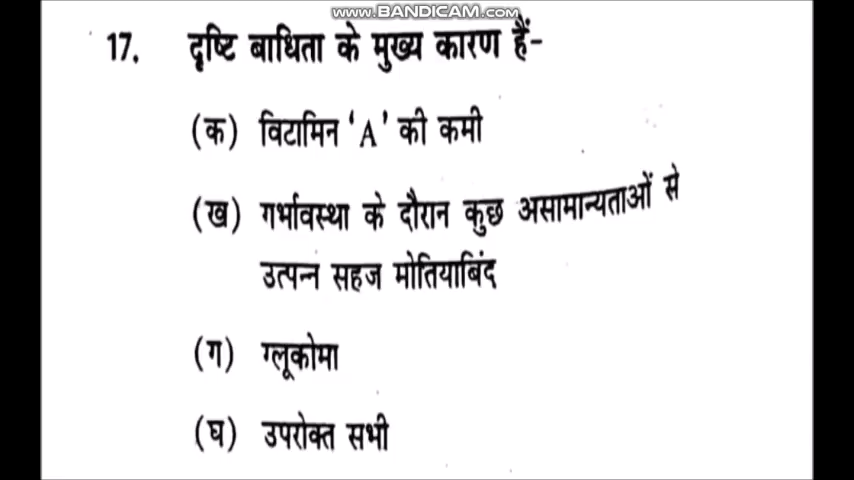 www.BANDICAM.com
17. दृष्टि बाधिता के मुख्य कारण हैं-
(क) विटामिन 'A' की कमी
(ख) गर्भावस्था के दौरान कुछ असामान्यताओं से
उत्पन्न सहज मोतियाबिंद
(ग) ग्लूकोमा
(घ) उपरोक्त सभी